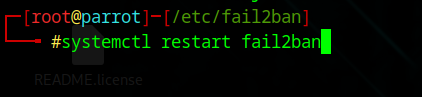 [root@parrot]─[/etc/fail2ban]
#systemctl restart fail2ban
README.license